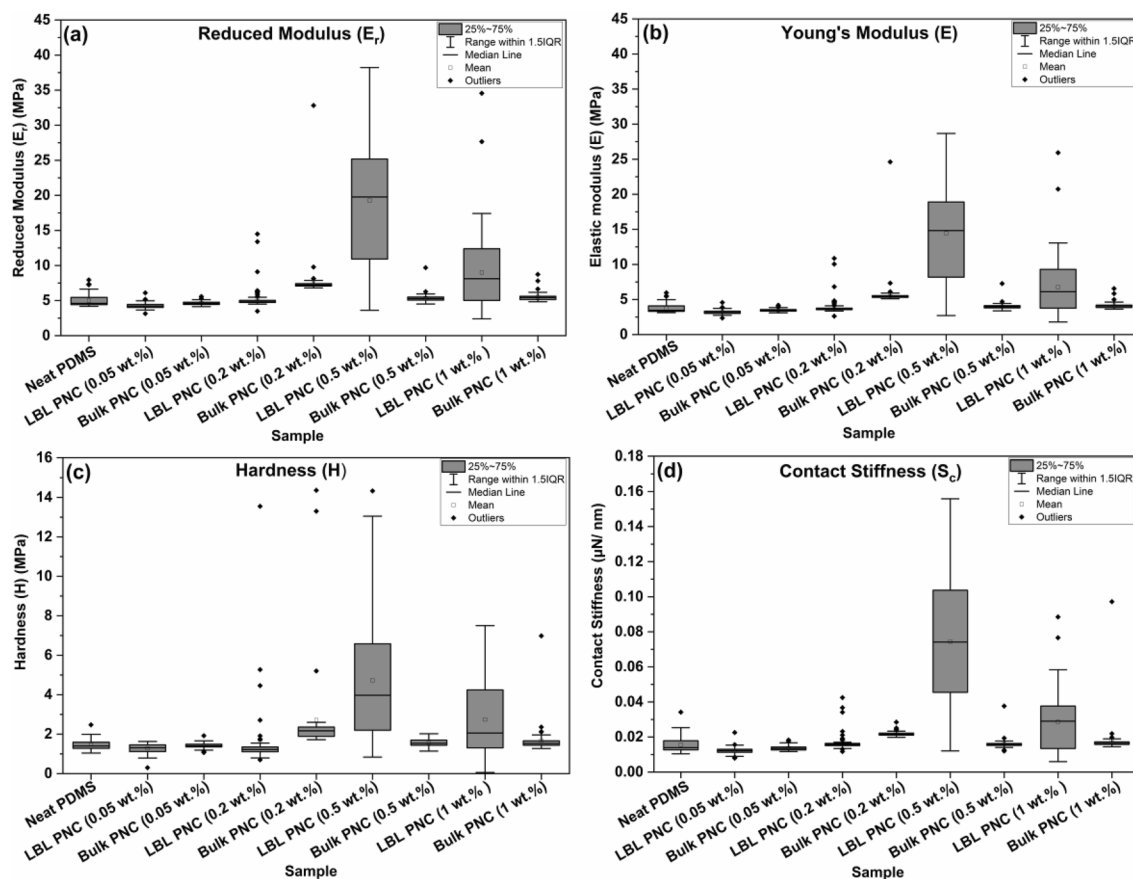 (a) Reduced Modulus (Er)
25%~75%
Range within 1.5IQR
Median Line
Mean
Outliers
Reduced Modulus (Er) (MPa)
45
40
35
30
25
20
15
10
5
0
Neat PDMS
LBL PNC (0.05 wt.%)
Bulk PNC (0.05 wt.%)
LBL PNC (0.2 wt.%)
Bulk PNC (0.2 wt.%)
LBL PNC (0.5 wt.%)
Bulk PNC (0.5 wt.%)
LBL PNC (1 wt.% )
Bulk PNC (1 wt.%)
Sample
(b) Young's Modulus (E)
25%~75%
Range within 1.5IQR
Median Line
Mean
Outliers
Elastic modulus (E) (MPa)
45
40
35
30
25
20
15
10
5
0
Neat PDMS
LBL PNC (0.05 wt.%)
Bulk PNC (0.05 wt.%)
LBL PNC (0.2 wt.%)
Bulk PNC (0.2 wt.%)
LBL PNC (0.5 wt.%)
Bulk PNC (0.5 wt.%)
LBL PNC (1 wt.% )
Bulk PNC (1 wt.%)
Sample
(c) Hardness (H)
25%~75%
Range within 1.5IQR
Median Line
Mean
Outliers
Hardness (H) (MPa)
16
14
12
10
8
6
4
2
0
Neat PDMS
LBL PNC (0.05 wt.%)
Bulk PNC (0.05 wt.%)
LBL PNC (0.2 wt.%)
Bulk PNC (0.2 wt.%)
LBL PNC (0.5 wt.%)
Bulk PNC (0.5 wt.%)
LBL PNC (1 wt.% )
Bulk PNC (1 wt.%)
Sample
(d) Contact Stiffness (Sc)
25%~75%
Range within 1.5IQR
Median Line
Mean
Outliers
Contact Stiffness (µN/ nm)
0.18
0.16
0.14
0.12
0.10
0.08
0.06
0.04
0.02
0.00
Neat PDMS
LBL PNC (0.05 wt.%)
Bulk PNC (0.05 wt.%)
LBL PNC (0.2 wt.%)
Bulk PNC (0.2 wt.%)
LBL PNC (0.5 wt.%)
Bulk PNC (0.5 wt.%)
LBL PNC (1 wt.% )
Bulk PNC (1 wt.%)
Sample